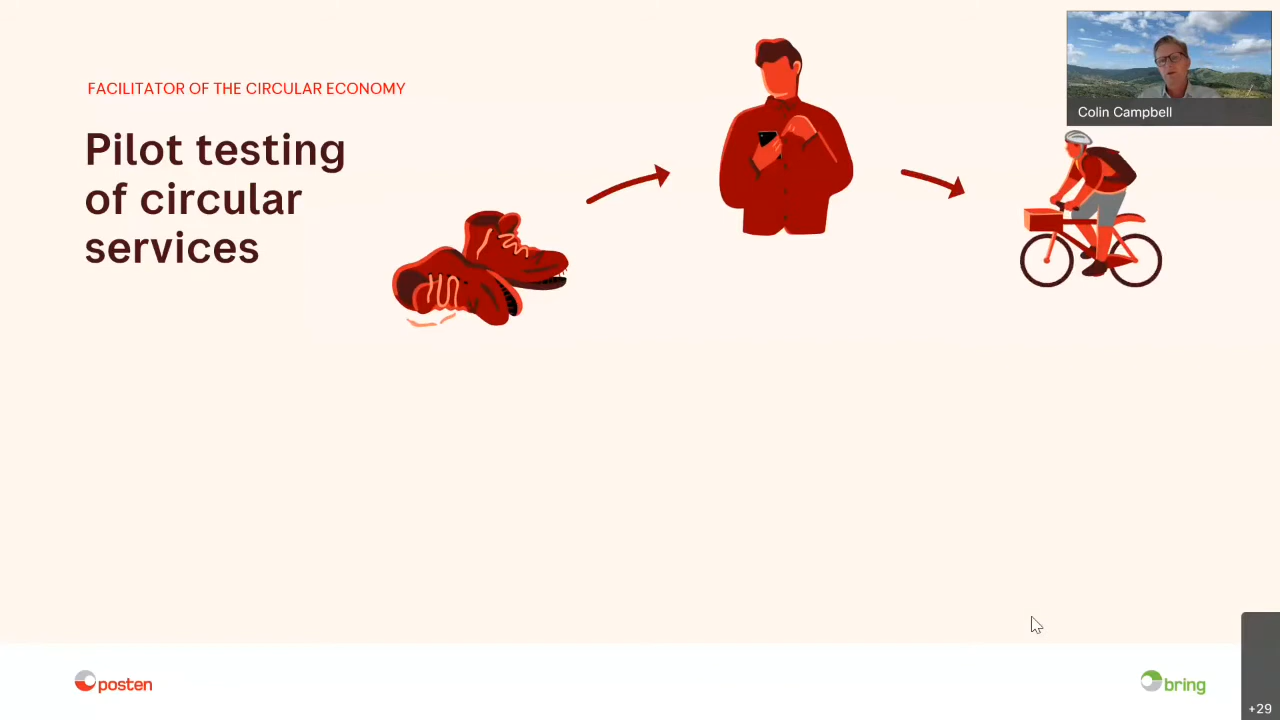 FACILITATOR OF THE CIRCULAR ECONOMY
Pilot testing
of circular
services
Colin Campbell
posten
bring
+29